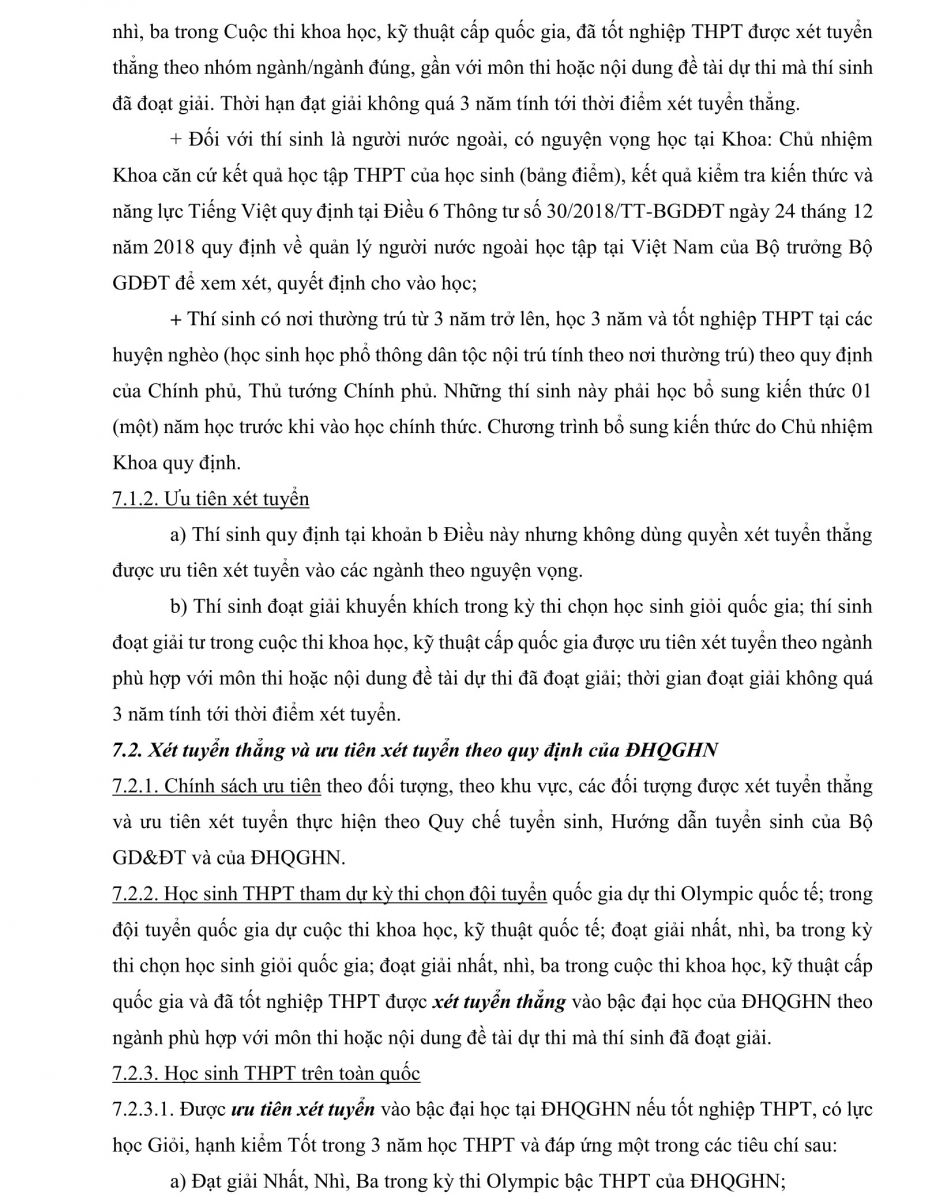 nhì, ba trong Cuộc thi khoa học, kỹ thuật cấp quốc gia, đã tốt nghiệp THPT được xét tuyển
thẳng theo nhóm ngành/ngành đúng, gần với môn thi hoặc nội dung đề tài dự thi mà thí sinh
đã đoạt giải. Thời hạn đạt giải không quá 3 năm tính tới thời điểm xét tuyển thẳng.
+ Đối với thí sinh là người nước ngoài, có nguyện vọng học tại Khoa: Chủ nhiệm
Khoa căn cứ kết quả học tập THPT của học sinh (bảng điểm), kết quả kiểm tra kiến thức và
năng lực Tiếng Việt quy định tại Điều 6 Thông tư số 30/2018/TT-BGDĐT ngày 24 tháng 12
năm 2018 quy định về quản lý người nước ngoài học tập tại Việt Nam của Bộ trưởng Bộ
GDĐT để xem xét, quyết định cho vào học;
+ Thí sinh có nơi thường trú từ 3 năm trở lên, học 3 năm và tốt nghiệp THPT tại các
huyện nghèo (học sinh học phổ thông dân tộc nội trú tính theo nơi thường trú) theo quy định
của Chính phủ, Thủ tướng Chính phủ. Những thí sinh này phải học bổ sung kiến thức 01
(một) năm học trước khi vào học chính thức. Chương trình bổ sung kiến thức do Chủ nhiệm
Khoa quy định.
7.1.2. Ưu tiên xét tuyển
a) Thí sinh quy định tại khoản b Điều này nhưng không dùng quyền xét tuyển thẳng
được ưu tiên xét tuyển vào các ngành theo nguyện vọng.
b) Thí sinh đoạt giải khuyến khích trong kỳ thi chọn học sinh giỏi quốc gia; thí sinh
đoạt giải tư trong cuộc thi khoa học, kỹ thuật cấp quốc gia được ưu tiên xét tuyển theo ngành
phù hợp với môn thi hoặc nội dung đề tài dự thi đã đoạt giải; thời gian đoạt giải không quá
3 năm tính tới thời điểm xét tuyển.
7.2. Xét tuyển thẳng và ưu tiên xét tuyển theo quy định của ĐHQGHN
7.2.1. Chính sách ưu tiên theo đối tượng, theo khu vực, các đối tượng được xét tuyển thẳng
và ưu tiên xét tuyển thực hiện theo Quy chế tuyển sinh, Hướng dẫn tuyển sinh của Bộ
GD&ĐT và của ĐHQGHN.
7.2.2. Học sinh THPT tham dự kỳ thi chọn đội tuyển quốc gia dự thi Olympic quốc tế; trong
đội tuyển quốc gia dự cuộc thi khoa học, kỹ thuật quốc tế; đoạt giải nhất, nhì, ba trong kỳ
thi chọn học sinh giỏi quốc gia; đoạt giải nhất, nhì, ba trong cuộc thi khoa học, kỹ thuật cấp
quốc gia và đã tốt nghiệp THPT được xét tuyển thẳng vào bậc đại học của ĐHQGHN theo
ngành phù hợp với môn thi hoặc nội dung đề tài dự thi mà thí sinh đã đoạt giải.
7.2.3. Học sinh THPT trên toàn quốc
7.2.3.1. Được ưu tiên xét tuyển vào bậc đại học tại ĐHQGHN nếu tốt nghiệp THPT, có lực
học Giỏi, hạnh kiểm Tốt trong 3 năm học THPT và đáp ứng một trong các tiêu chí sau:
a) Đạt giải Nhất, Nhì, Ba trong kỳ thi Olympic bậc THPT của ĐHQGHN;